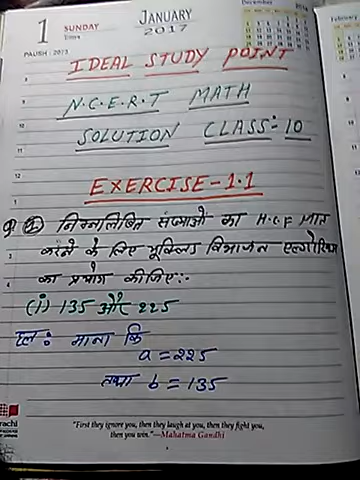 1 SUNDAY
JANUARY
2017
December
PAUSH : 2073
IDEAL STUDY POINT
N.C.E.R.T MATH
SOLUTION CLASS:-10
EXERCISE-1.1
Q ① निम्नलिखित संख्याओं का H.C.F ज्ञात
करने के लिए यूक्लिड विभाजन एल्गोरिथ्म
का प्रयोग कीजिए:-
(i) 135 और 225
हल: माना कि
a = 225
तथा b = 135
"First they ignore you, then they laugh at you, then they fight you,
then you win."—Mahatma Gandhi